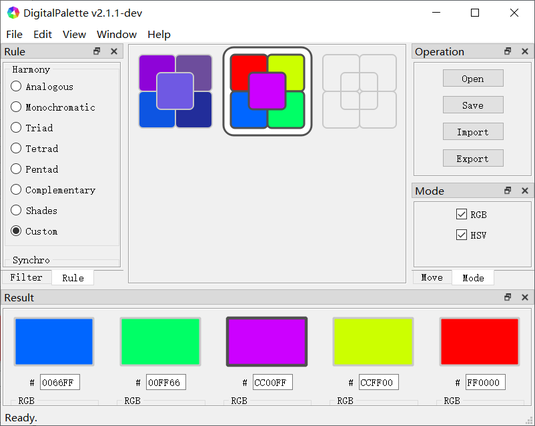 DigitalPalette v2.1.1-dev
File Edit View Window Help
Rule
Harmony
Analogous
Monochromatic
Triad
Tetrad
Pentad
Complementary
Shades
Custom
Synchro
Filter Rule
Operation
Open
Save
Import
Export
Mode
RGB
HSV
Move Mode
Result
# 0066FF # 00FF66 # CC00FF # CCFF00 # FF0000
RGB RGB RGB RGB RGB
Ready.